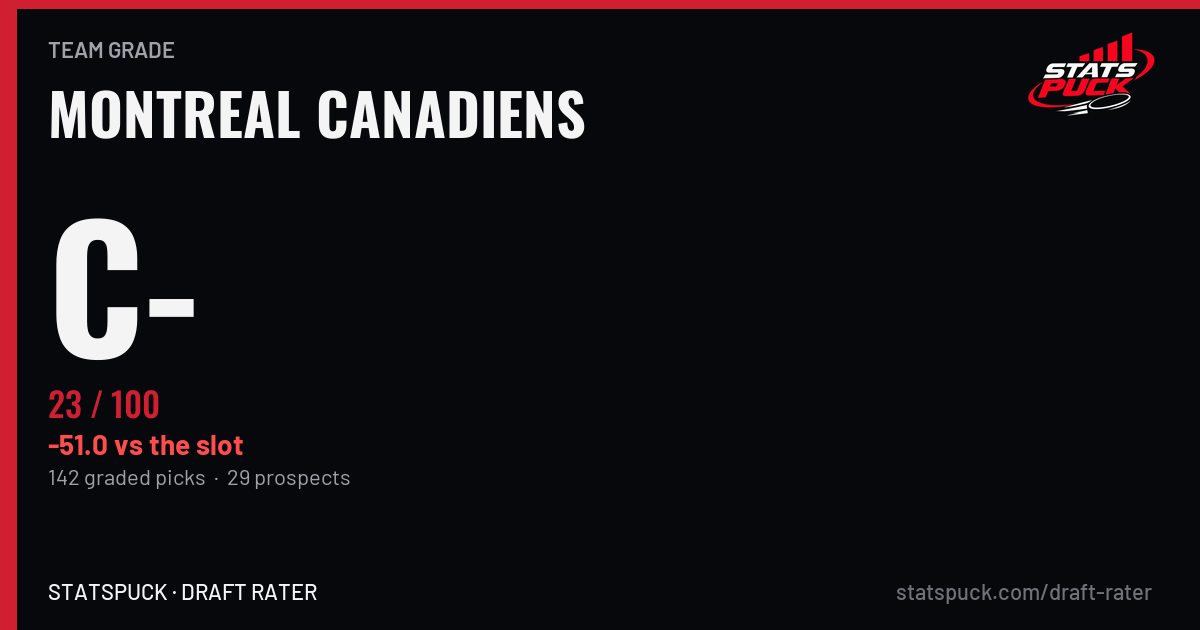 TEAM GRADE
STATS
PUCK
MONTREAL CANADIENS
C-
23 / 100
-51.0 vs the slot
142 graded picks · 29 prospects
STATSPUCK · DRAFT RATER
statspuck.com/draft-rater